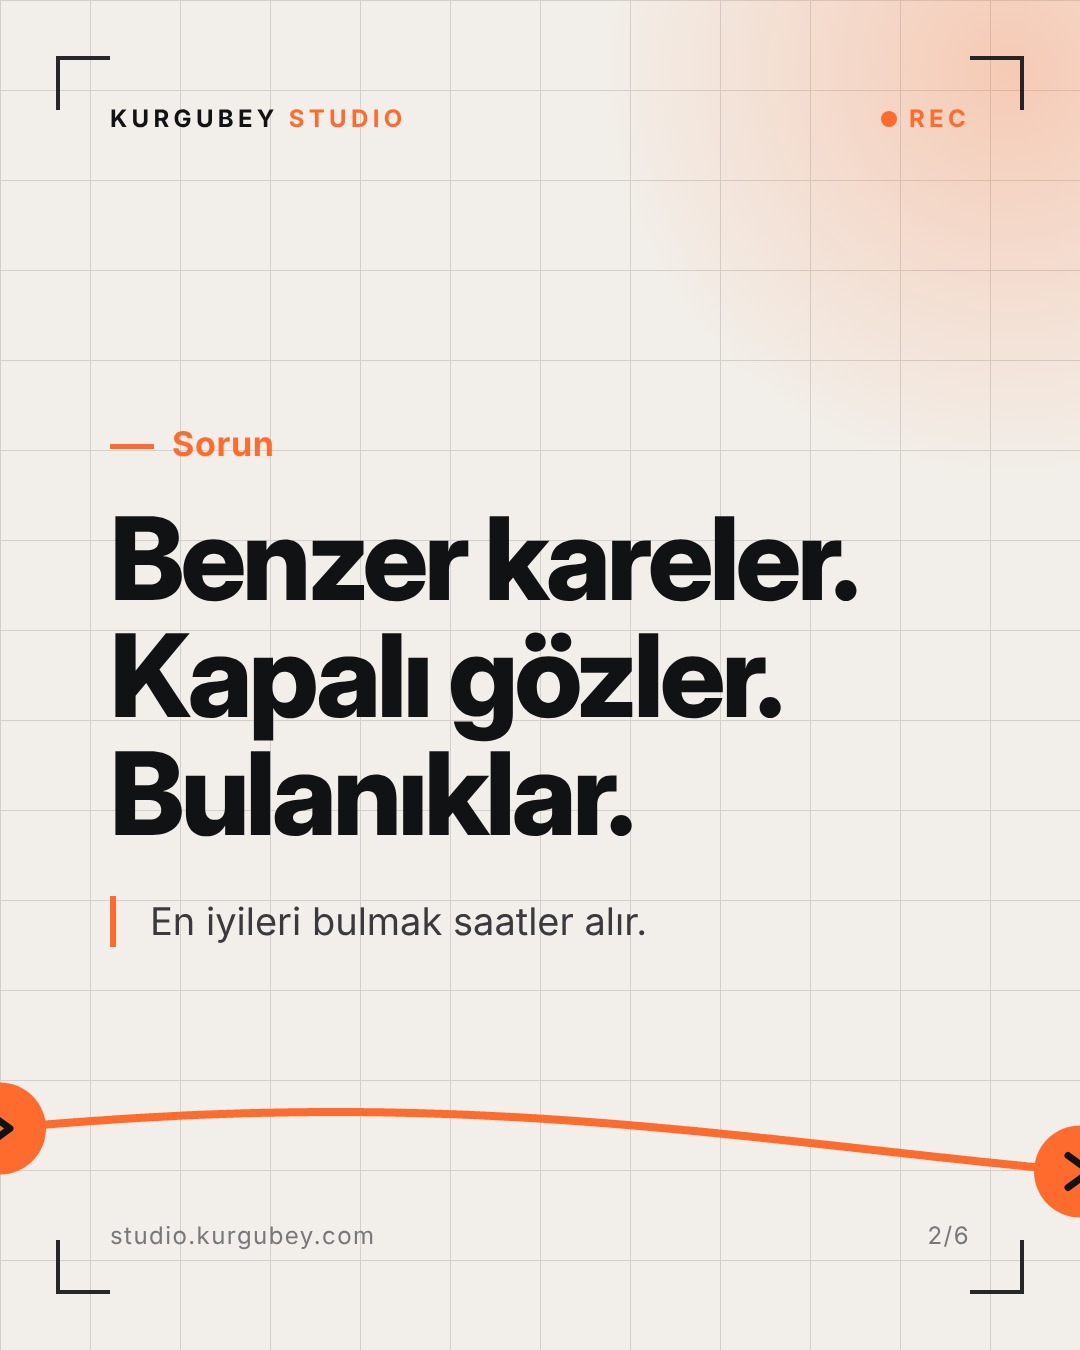 KURGUBEY STUDIO
REC
— Sorun
Benzer kareler.
Kapalı gözler.
Bulanıklar.
En iyileri bulmak saatler alır.
studio.kurgubey.com
2/6